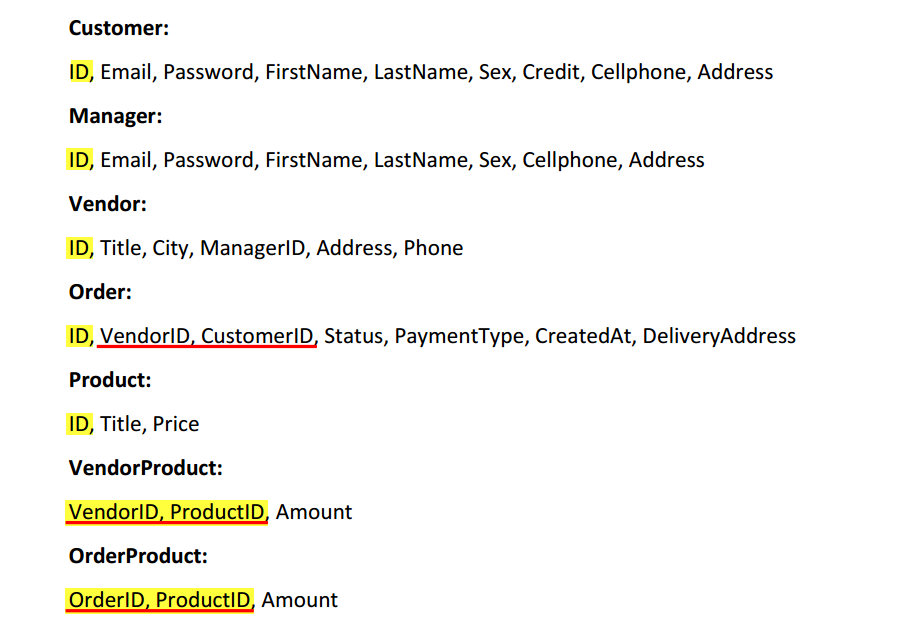 Customer:
ID, Email, Password, FirstName, LastName, Sex, Credit, Cellphone, Address
Manager:
ID, Email, Password, FirstName, LastName, Sex, Cellphone, Address
Vendor:
ID, Title, City, ManagerID, Address, Phone
Order:
ID, VendorID, CustomerID, Status, PaymentType, CreatedAt, DeliveryAddress
Product:
ID, Title, Price
VendorProduct:
VendorID, ProductID, Amount
OrderProduct:
OrderID, ProductID, Amount